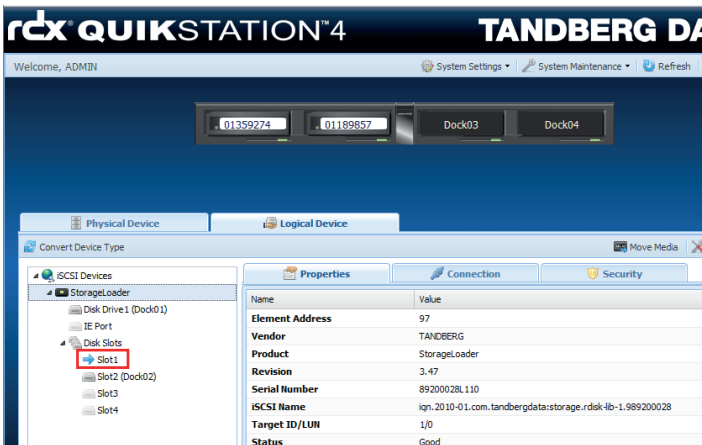 rdx® QUIKSTATION™4 TANDBERG DA
Welcome, ADMIN System Settings System Maintenance Refresh
01359274 01189857 Dock03 Dock04
Physical Device Logical Device
Convert Device Type Move Media
iSCSI Devices
StorageLoader
Disk Drive1 (Dock01)
IE Port
Disk Slots
Slot1
Slot2 (Dock02)
Slot3
Slot4
Properties Connection Security
Name Value
Element Address 97
Vendor TANDBERG
Product StorageLoader
Revision 3.47
Serial Number 89200028L110
iSCSI Name iqn.2010-01.com.tandbergdata:storage.rdisk-lib-1.989200028
Target ID/LUN 1/0
Status Good